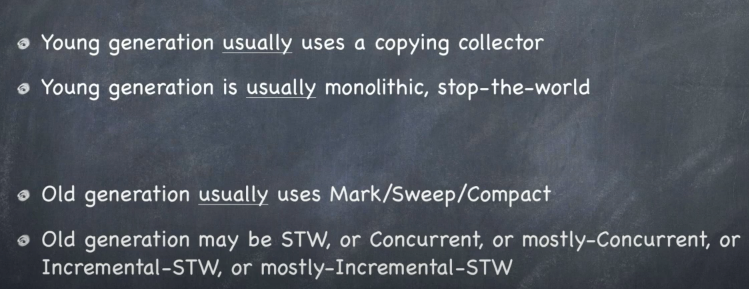 Young generation usually uses a copying collector
Young generation is usually monolithic, stop-the-world
Old generation usually uses Mark/Sweep/Compact
Old generation may be STW, or Concurrent, or mostly-Concurrent, or
Incremental-STW, or mostly-Incremental-STW